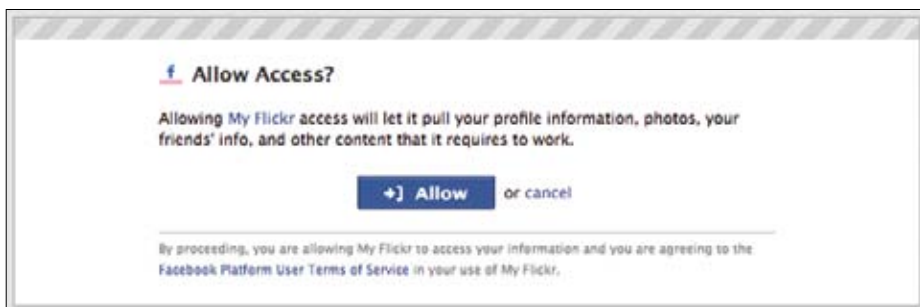 Allow Access?
Allowing My Flickr access will let it pull your profile information, photos, your
friends' info, and other content that it requires to work.
Allow or cancel
By proceeding, you are allowing My Flickr to access your information and you are agreeing to the
Facebook Platform User Terms of Service in your use of My Flickr.